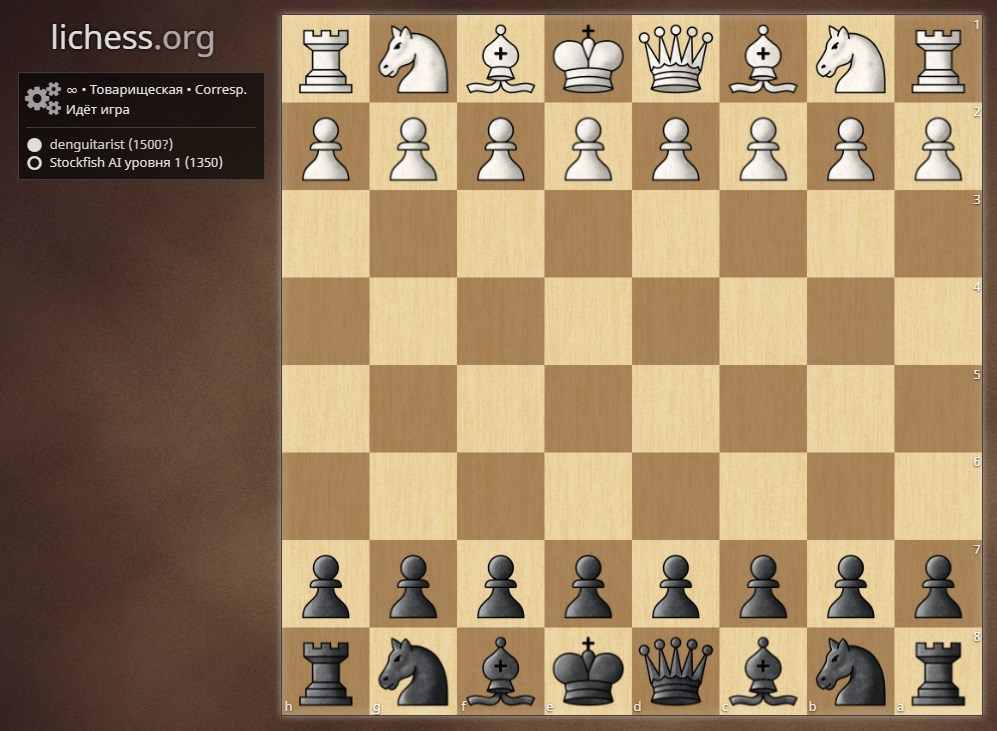 lichess.org
∞ • Товарищеская • Corresp.
Идёт игра
denguitarist (1500?)
Stockfish AI уровня 1 (1350)
1
2
3
4
5
6
7
8
h g f e d c b a